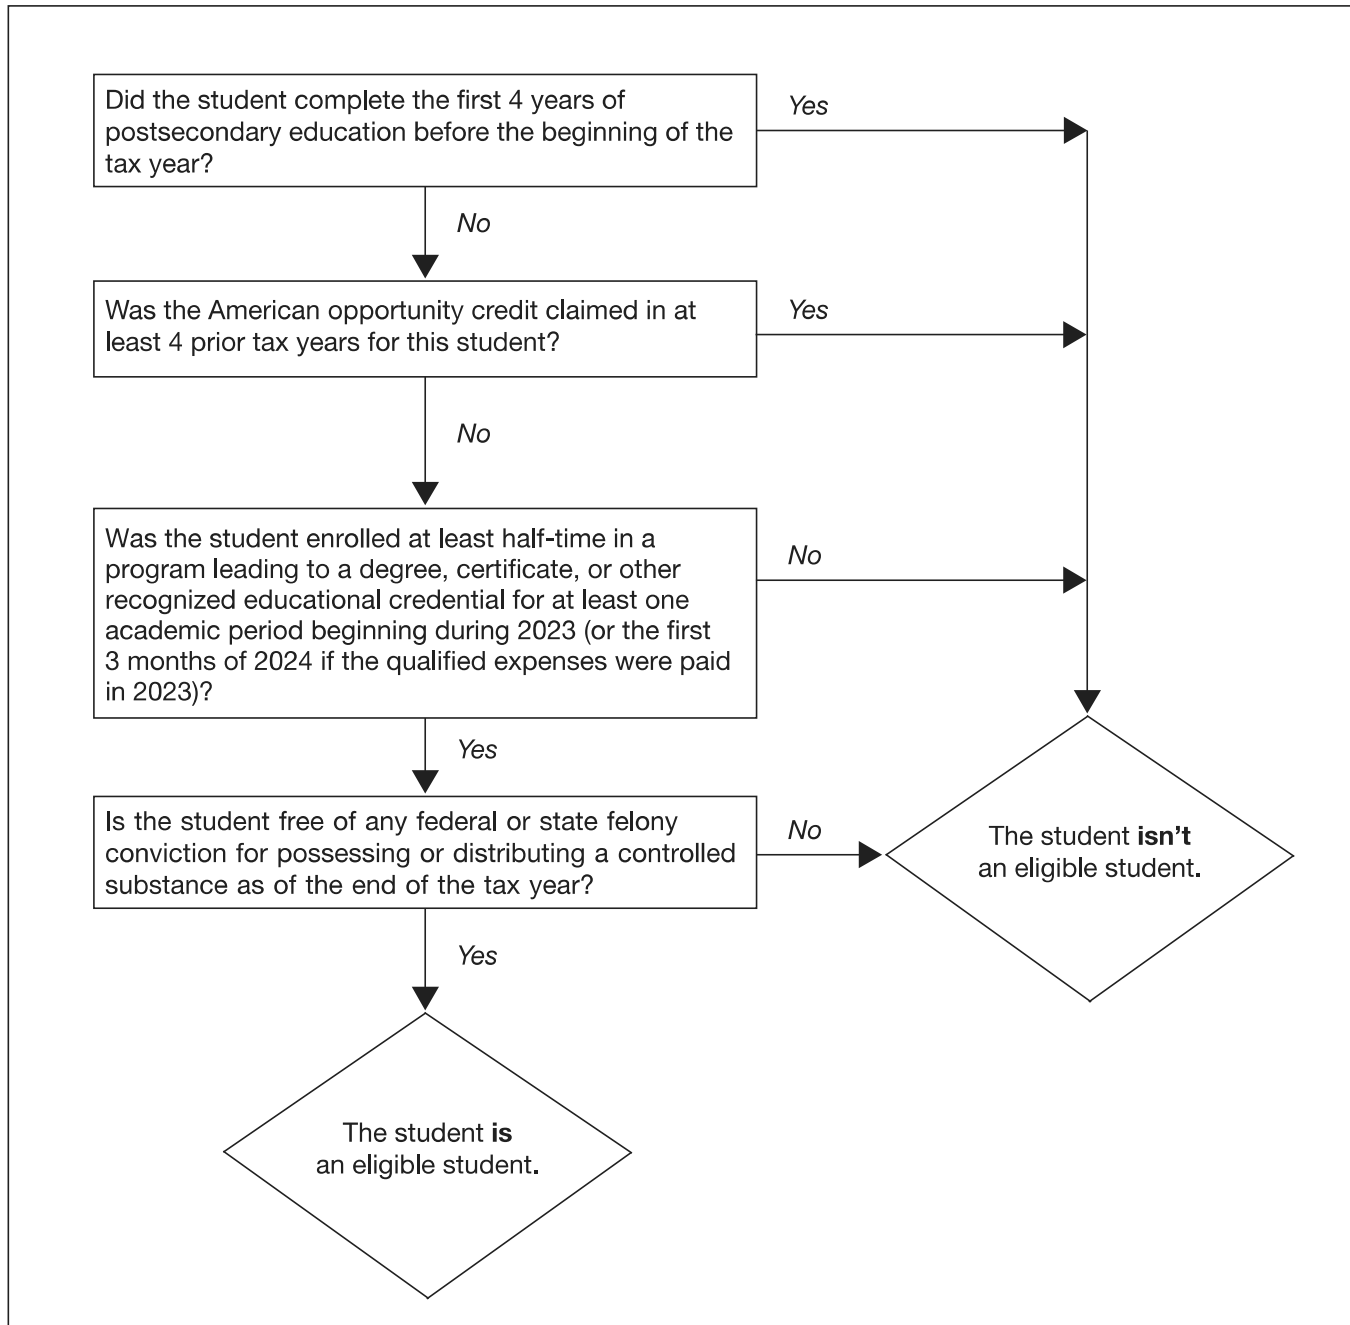 Did the student complete the first 4 years of
postsecondary education before the beginning of the
tax year?
Yes
No
Was the American opportunity credit claimed in at
least 4 prior tax years for this student?
Yes
No
Was the student enrolled at least half-time in a
program leading to a degree, certificate, or other
recognized educational credential for at least one
academic period beginning during 2023 (or the first
3 months of 2024 if the qualified expenses were paid
in 2023)?
No
Yes
Is the student free of any federal or state felony
conviction for possessing or distributing a controlled
substance as of the end of the tax year?
No
The student isn't
an eligible student.
Yes
The student is
an eligible student.